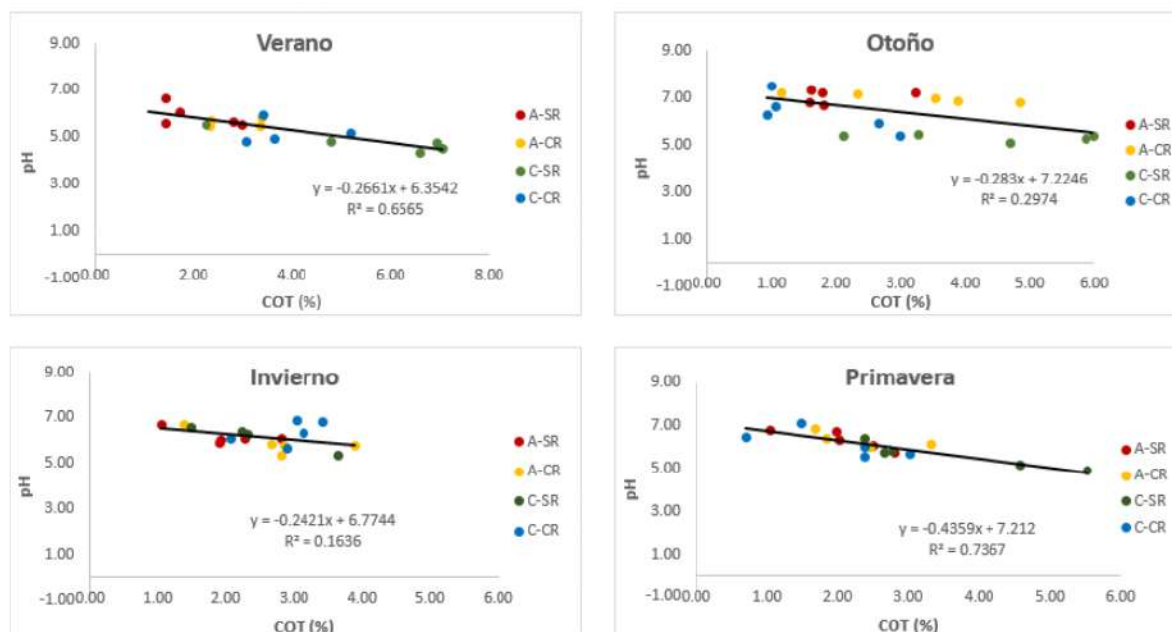 Verano
9.00
7.00
5.00
3.00
1.00
-1.00
0.00
2.00
4.00
6.00
8.00
pH
COT (%)
y = -0.2661x + 6.3542
R² = 0.6565
A-SR
A-CR
C-SR
C-CR
Otoño
9.00
7.00
5.00
3.00
1.00
-1.00
0.00
1.00
2.00
3.00
4.00
5.00
6.00
pH
COT (%)
y = -0.283x + 7.2246
R² = 0.2974
A-SR
A-CR
C-SR
C-CR
Invierno
9.00
7.00
5.00
3.00
1.00
-1.00
0.00
1.00
2.00
3.00
4.00
5.00
6.00
pH
COT (%)
y = -0.2421x + 6.7744
R² = 0.1636
A-SR
A-CR
C-SR
C-CR
Primavera
9.00
7.00
5.00
3.00
1.00
-1.00
0.00
1.00
2.00
3.00
4.00
5.00
6.00
pH
COT (%)
y = -0.4359x + 7.212
R² = 0.7367
A-SR
A-CR
C-SR
C-CR